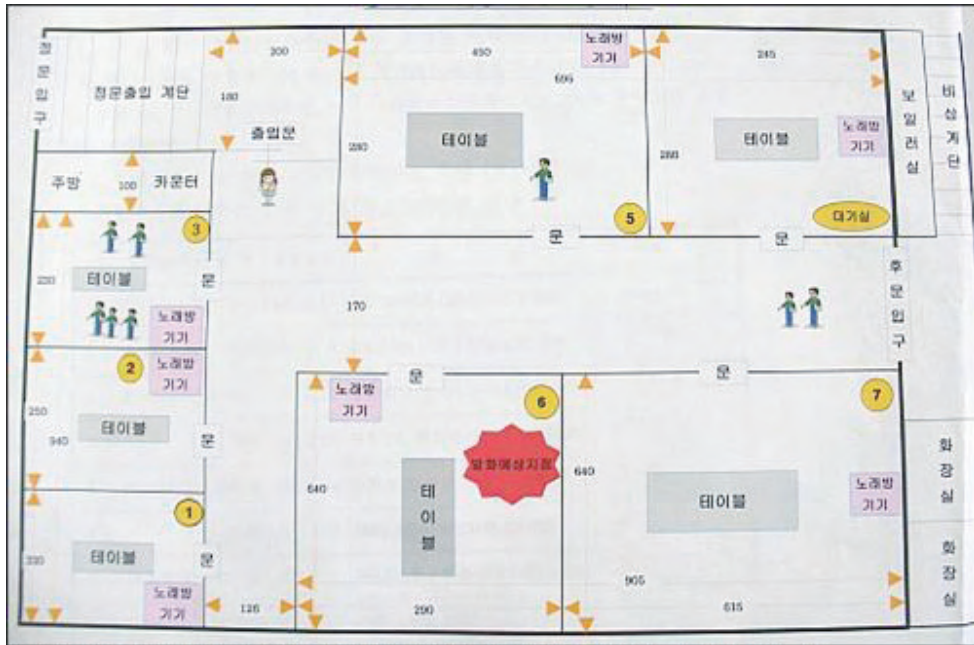 정문입구
정문출입 계단
200
180
출입문
490
노래방
기기
695
245
280
테이블
288
테이블
노래방
기기
보일러실
비상계단
주방
100
카운터
3
5
대기실
문
문
테이블
문
노래방
기기
170
후문입구
2
노래방
기기
250
940
테이블
문
문
노래방
기기
6
문
7
640
발화예상지점
640
테이블
테이블
노래방
기기
화장실
1
테이블
문
330
노래방
기기
126
290
905
615
화장실